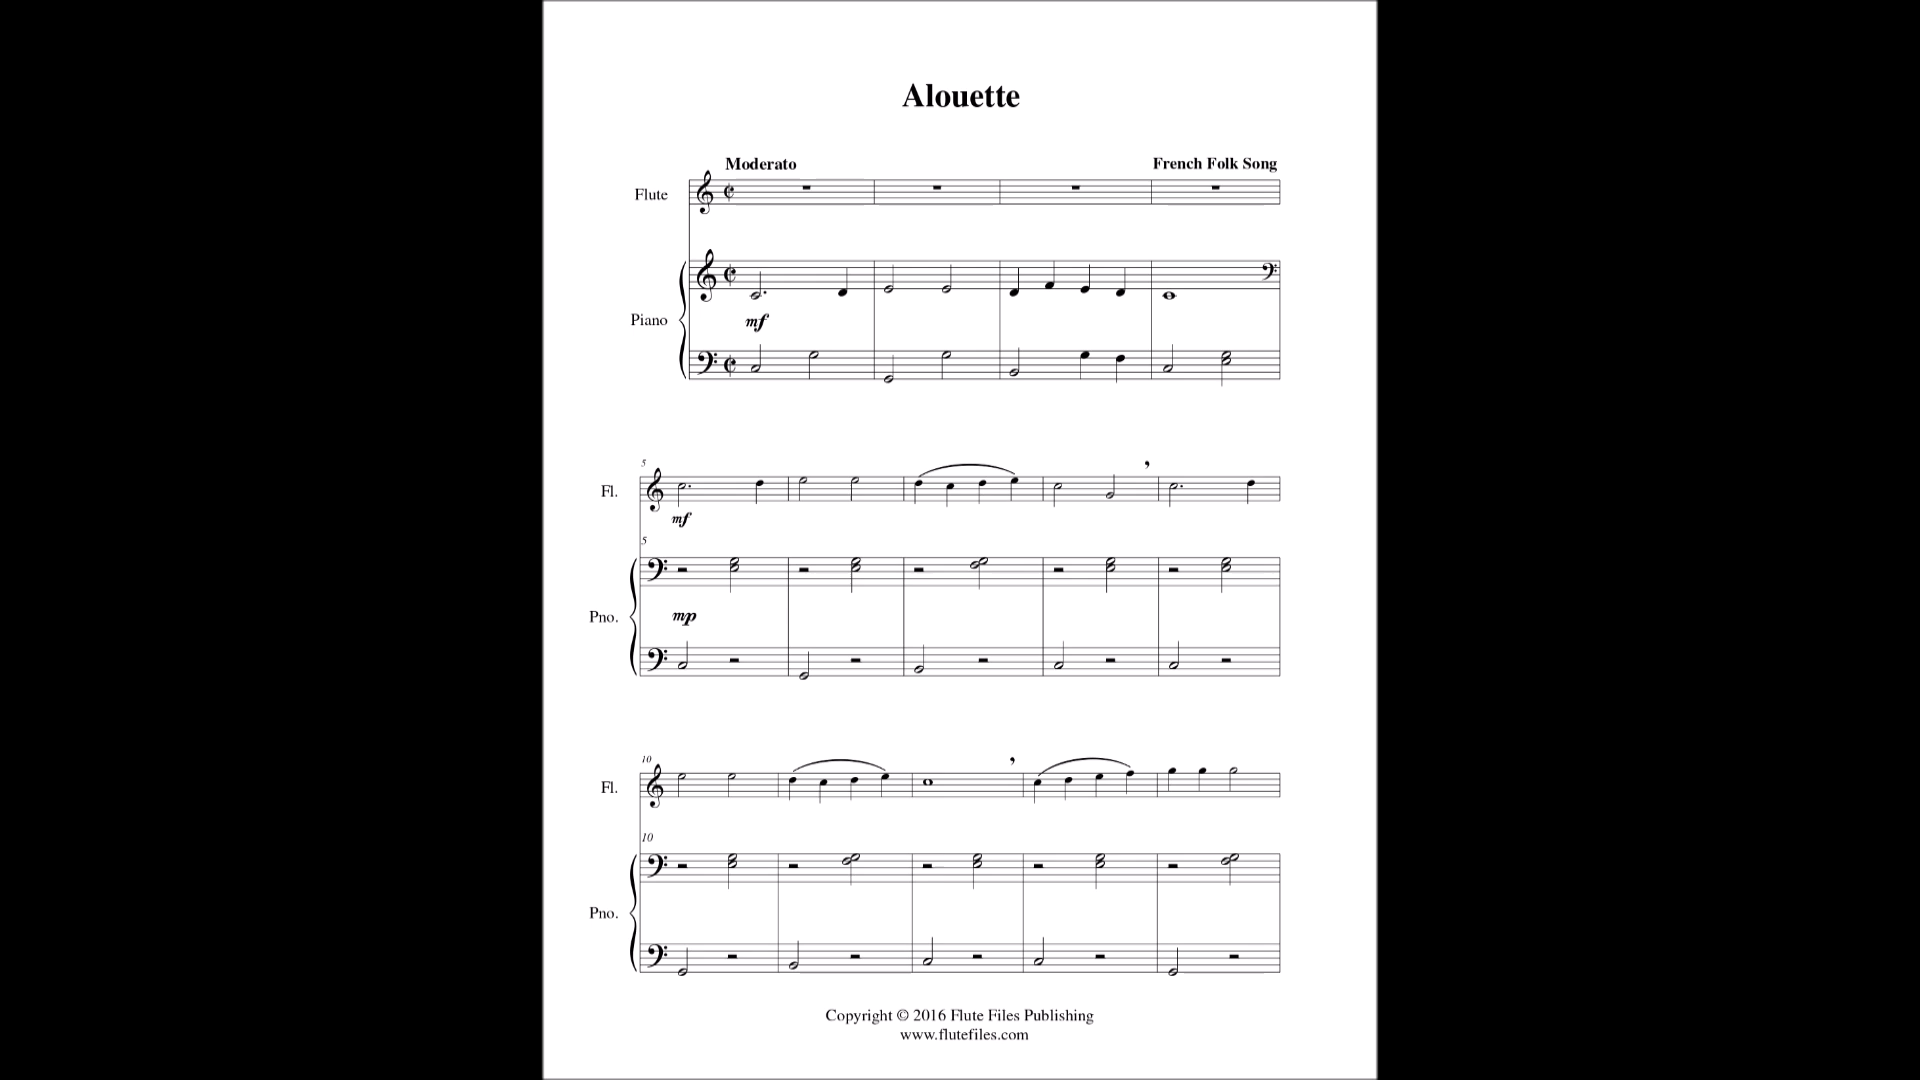 Alouette
Moderato
French Folk Song
Flute
mf
Piano
5
Fl.
mf
5
mp
Pno.
10
Fl.
10
Pno.
Copyright © 2016 Flute Files Publishing
www.flutefiles.com